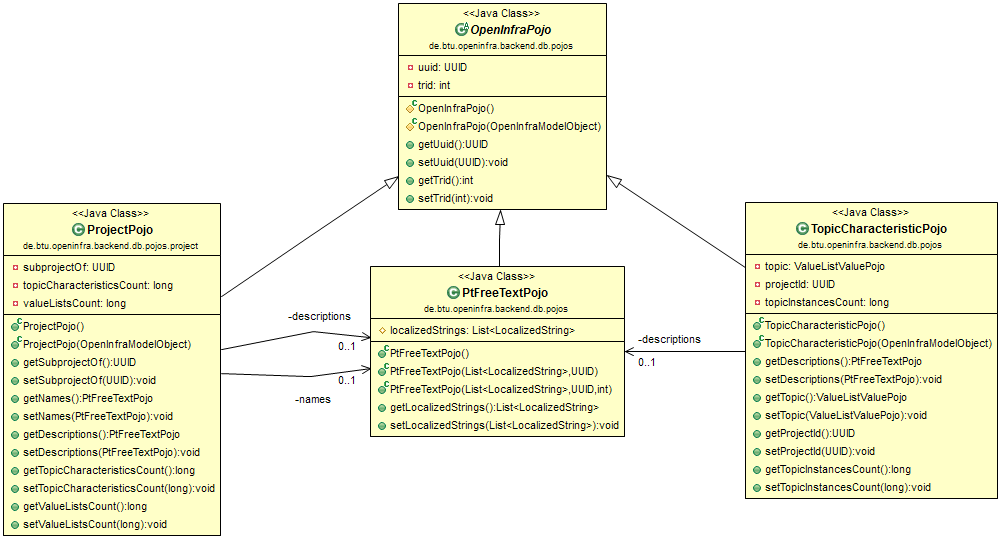 <<Java Class>>
OpenInfraPojo
de.btu.openinfra.backend.db.pojos
uuid: UUID
trid: int
OpenInfraPojo()
OpenInfraPojo(OpenInfraModelObject)
getUuid():UUID
setUuid(UUID):void
getTrid():int
setTrid(int):void
<<Java Class>>
ProjectPojo
de.btu.openinfra.backend.db.pojos.project
subprojectOf: UUID
topicCharacteristicsCount: long
valueListsCount: long
ProjectPojo()
ProjectPojo(OpenInfraModelObject)
getSubprojectOf():UUID
setSubprojectOf(UUID):void
getNames():PtFreeTextPojo
setNames(PtFreeTextPojo):void
getDescriptions():PtFreeTextPojo
setDescriptions(PtFreeTextPojo):void
getTopicCharacteristicsCount():long
setTopicCharacteristicsCount(long):void
getValueListsCount():long
setValueListsCount(long):void
-descriptions
0..1
0..1
-names
<<Java Class>>
PtFreeTextPojo
de.btu.openinfra.backend.db.pojos
localizedStrings: List<LocalizedString>
PtFreeTextPojo()
PtFreeTextPojo(List<LocalizedString>,UUID)
PtFreeTextPojo(List<LocalizedString>,UUID,int)
getLocalizedStrings():List<LocalizedString>
setLocalizedStrings(List<LocalizedString>):void
-descriptions
0..1
<<Java Class>>
TopicCharacteristicPojo
de.btu.openinfra.backend.db.pojos
topic: ValueListValuePojo
projectId: UUID
topicInstancesCount: long
TopicCharacteristicPojo()
TopicCharacteristicPojo(OpenInfraModelObject)
getDescriptions():PtFreeTextPojo
setDescriptions(PtFreeTextPojo):void
getTopic():ValueListValuePojo
setTopic(ValueListValuePojo):void
getProjectId():UUID
setProjectId(UUID):void
getTopicInstancesCount():long
setTopicInstancesCount(long):void